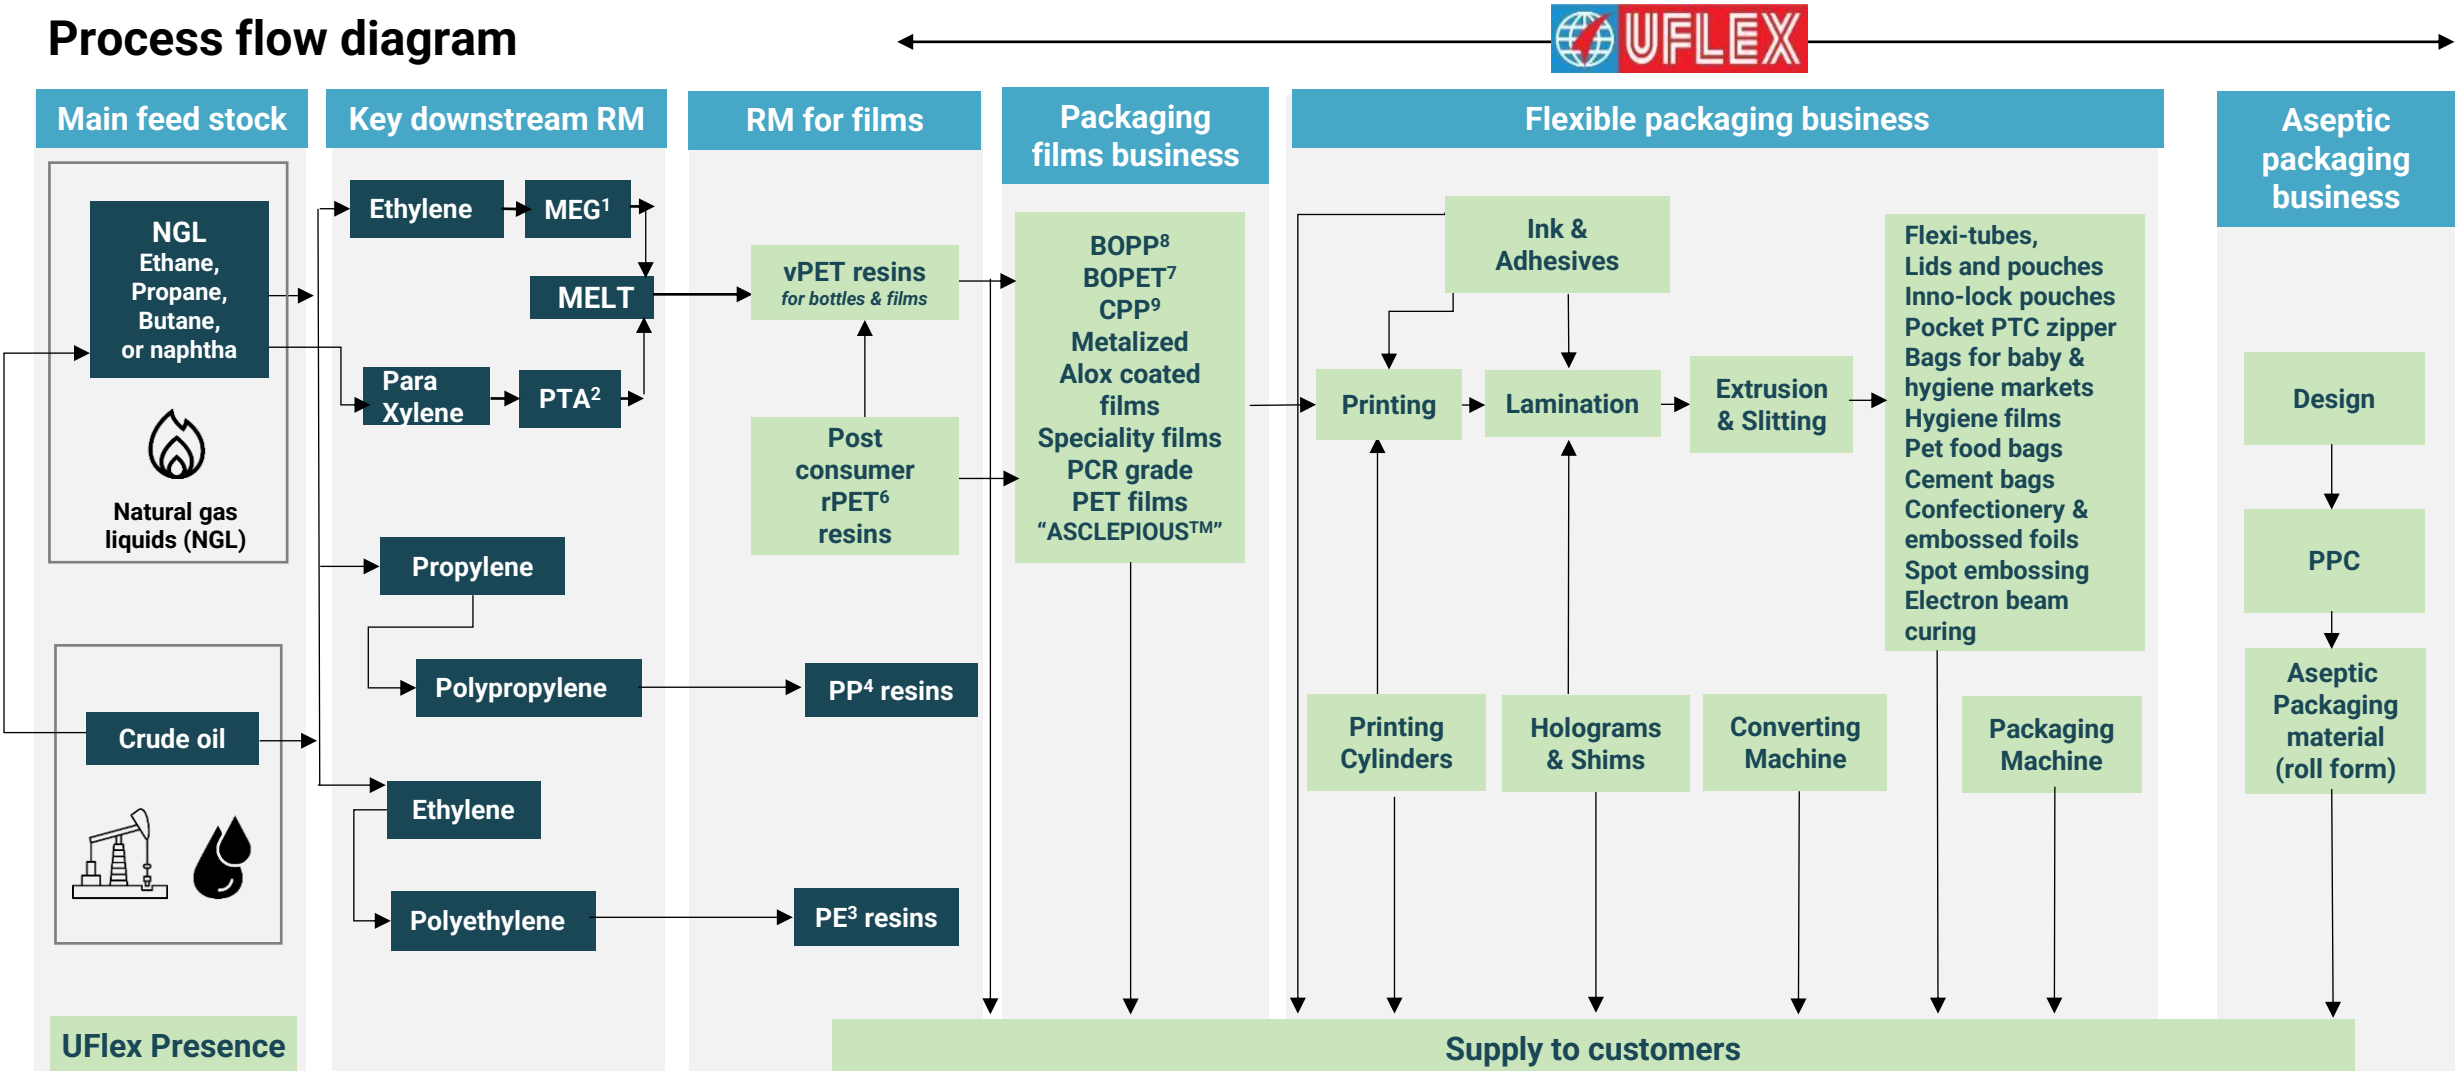 Process flow diagram
UFLEX
Main feed stock
Key downstream RM
RM for films
Packaging
films business
Flexible packaging business
Aseptic
packaging
business
NGL
Ethane,
Propane,
Butane,
or naphtha
Natural gas
liquids (NGL)
Crude oil
UFlex Presence
Ethylene
MEG¹
MELT
Para
Xylene
PTA²
Propylene
Polypropylene
Ethylene
Polyethylene
vPET resins
for bottles & films
Post
consumer
rPET⁶
resins
PP⁴ resins
PE³ resins
BOPP⁸
BOPET⁷
CPP⁹
Metalized
Alox coated
films
Speciality films
PCR grade
PET films
“ASCLEPIOUS™”
Ink &
Adhesives
Printing
Lamination
Extrusion
& Slitting
Flexi-tubes,
Lids and pouches
Inno-lock pouches
Pocket PTC zipper
Bags for baby &
hygiene markets
Hygiene films
Pet food bags
Cement bags
Confectionery &
embossed foils
Spot embossing
Electron beam
curing
Printing
Cylinders
Holograms
& Shims
Converting
Machine
Packaging
Machine
Design
PPC
Aseptic
Packaging
material
(roll form)
Supply to customers